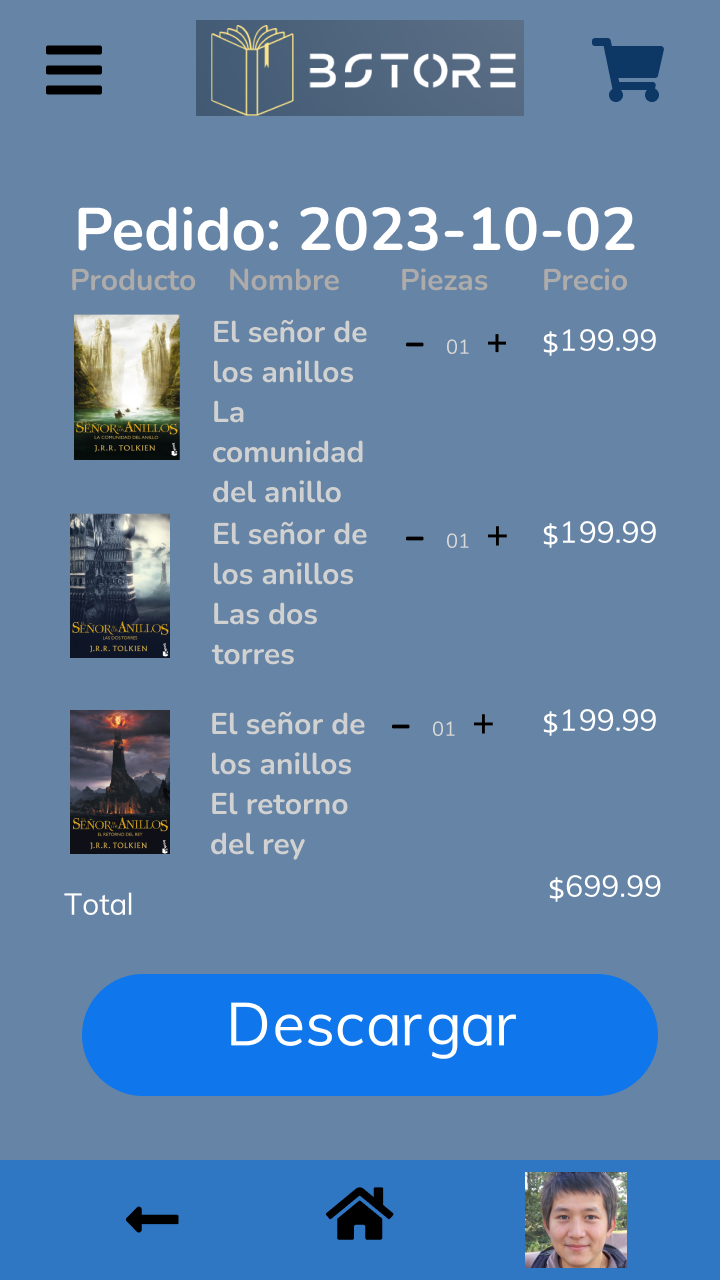 BSTORE
Pedido: 2023-10-02
Producto Nombre Piezas Precio
El señor de
los anillos
La
comunidad
del anillo
- 01 + $199.99
SEÑOR DE LOS ANILLOS
LA COMUNIDAD DEL ANILLO
J.R.R. TOLKIEN
El señor de
los anillos
Las dos
torres
- 01 + $199.99
SEÑOR DE LOS ANILLOS
LAS DOS TORRES
J.R.R. TOLKIEN
El señor de
los anillos
El retorno
del rey
- 01 + $199.99
SEÑOR DE LOS ANILLOS
EL RETORNO DEL REY
J.R.R. TOLKIEN
Total $699.99
Descargar